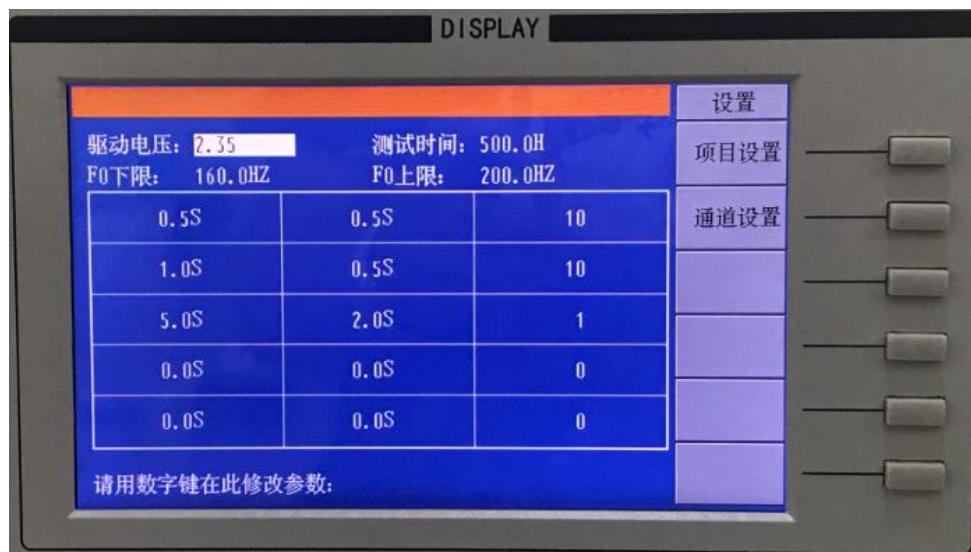 DISPLAY
设置
驱动电压: 2.35 测试时间: 500.0H
F0下限: 160.0HZ F0上限: 200.0HZ
项目设置
0.5S 0.5S 10
通道设置
1.0S 0.5S 10
5.0S 2.0S 1
0.0S 0.0S 0
0.0S 0.0S 0
请用数字键在此修改参数: